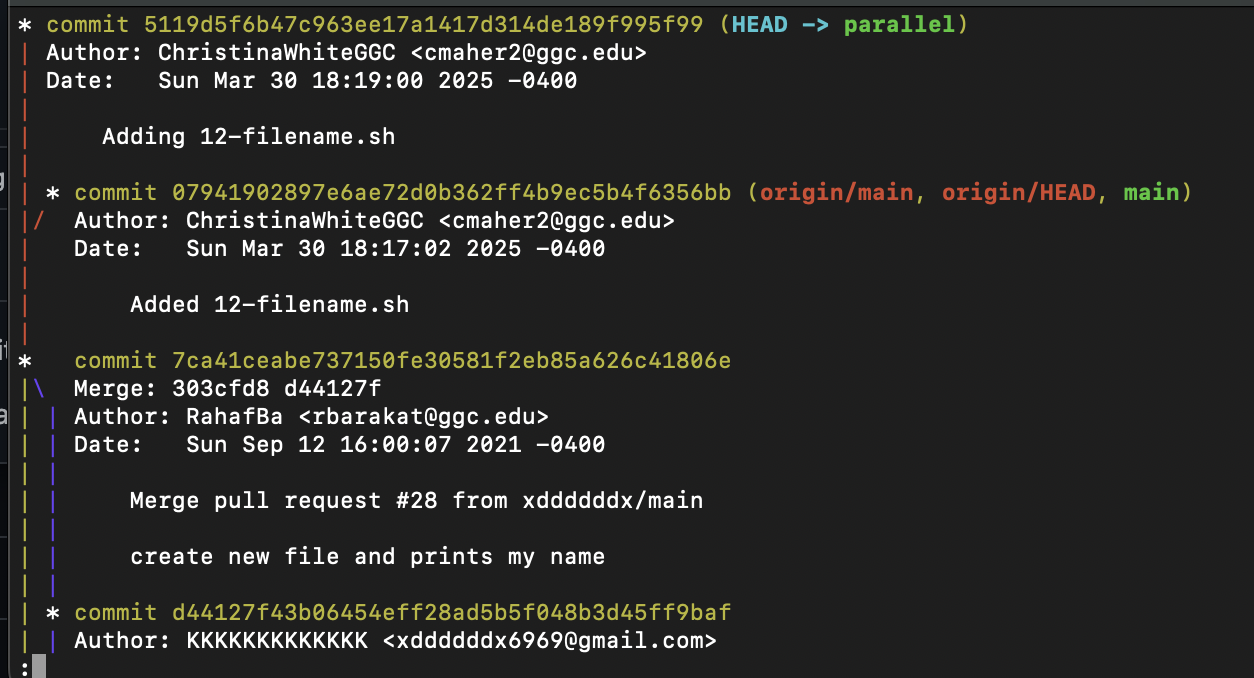 * commit 5119d5f6b47c963ee17a1417d314de189f995f99 (HEAD -> parallel)
| Author: ChristinaWhiteGGC <cmaher2@ggc.edu>
| Date:   Sun Mar 30 18:19:00 2025 -0400
|
|     Adding 12-filename.sh
|
| * commit 07941902897e6ae72d0b362ff4b9ec5b4f6356bb (origin/main, origin/HEAD, main)
|/  Author: ChristinaWhiteGGC <cmaher2@ggc.edu>
|   Date:   Sun Mar 30 18:17:02 2025 -0400
|
|       Added 12-filename.sh
|
*   commit 7ca41ceabe737150fe30581f2eb85a626c41806e
|\  Merge: 303cfd8 d44127f
| | Author: RahafBa <rbarakat@ggc.edu>
| | Date:   Sun Sep 12 16:00:07 2021 -0400
| |
| |     Merge pull request #28 from xddddddx/main
| |
| |     create new file and prints my name
| |
| * commit d44127f43b06454eff28ad5b5f048b3d45ff9baf
| | Author: KKKKKKKKKKKKK <xddddddx6969@gmail.com>
: